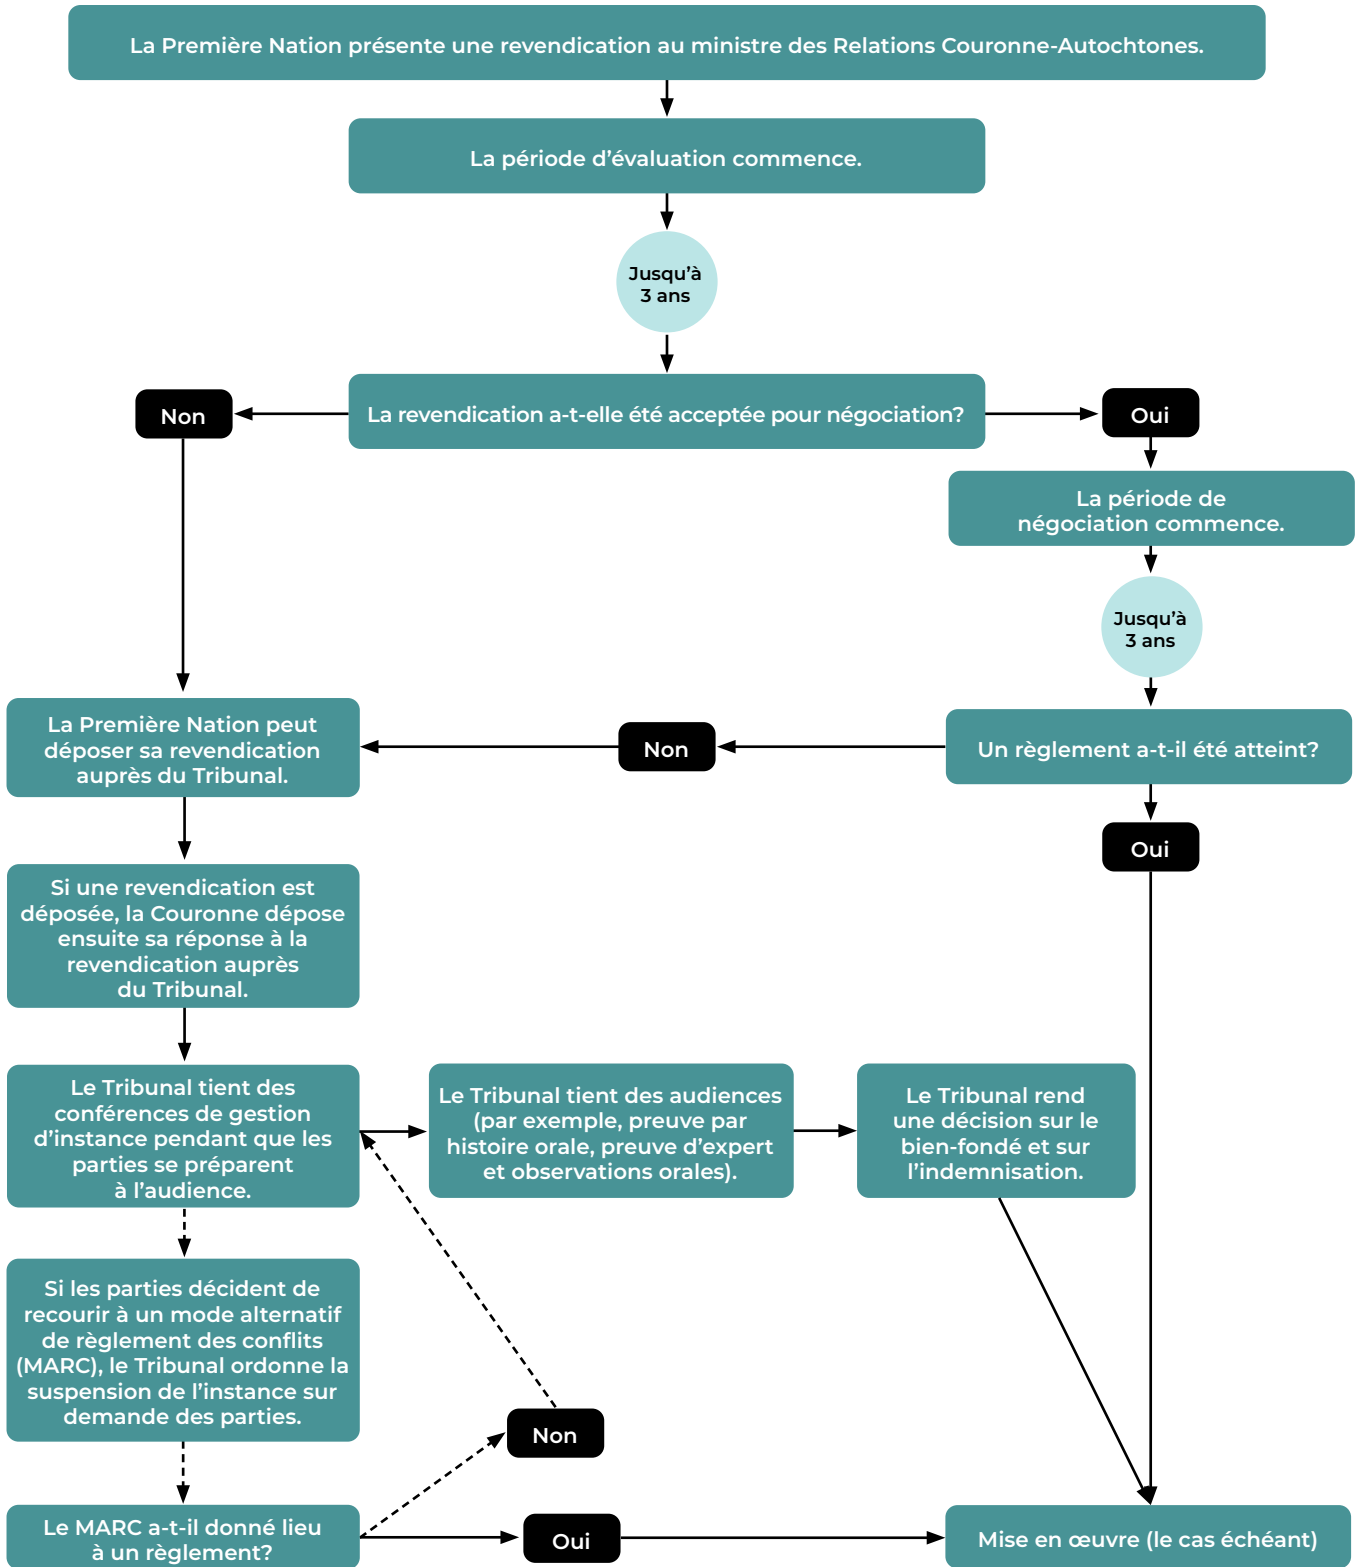 La Première Nation présente une revendication au ministre des Relations Couronne-Autochtones.
La période d’évaluation commence.
Jusqu’à
3 ans
La revendication a-t-elle été acceptée pour négociation?
Non
Oui
La période de
négociation commence.
Jusqu’à
3 ans
Un règlement a-t-il été atteint?
Non
Oui
La Première Nation peut
déposer sa revendication
auprès du Tribunal.
Si une revendication est
déposée, la Couronne dépose
ensuite sa réponse à la
revendication auprès
du Tribunal.
Le Tribunal tient des
conférences de gestion
d’instance pendant que les
parties se préparent
à l’audience.
Le Tribunal tient des audiences
(par exemple, preuve par
histoire orale, preuve d’expert
et observations orales).
Le Tribunal rend
une décision sur le
bien-fondé et sur
l’indemnisation.
Si les parties décident de
recourir à un mode alternatif
de règlement des conflits
(MARC), le Tribunal ordonne la
suspension de l’instance sur
demande des parties.
Non
Le MARC a-t-il donné lieu
à un règlement?
Oui
Mise en œuvre (le cas échéant)